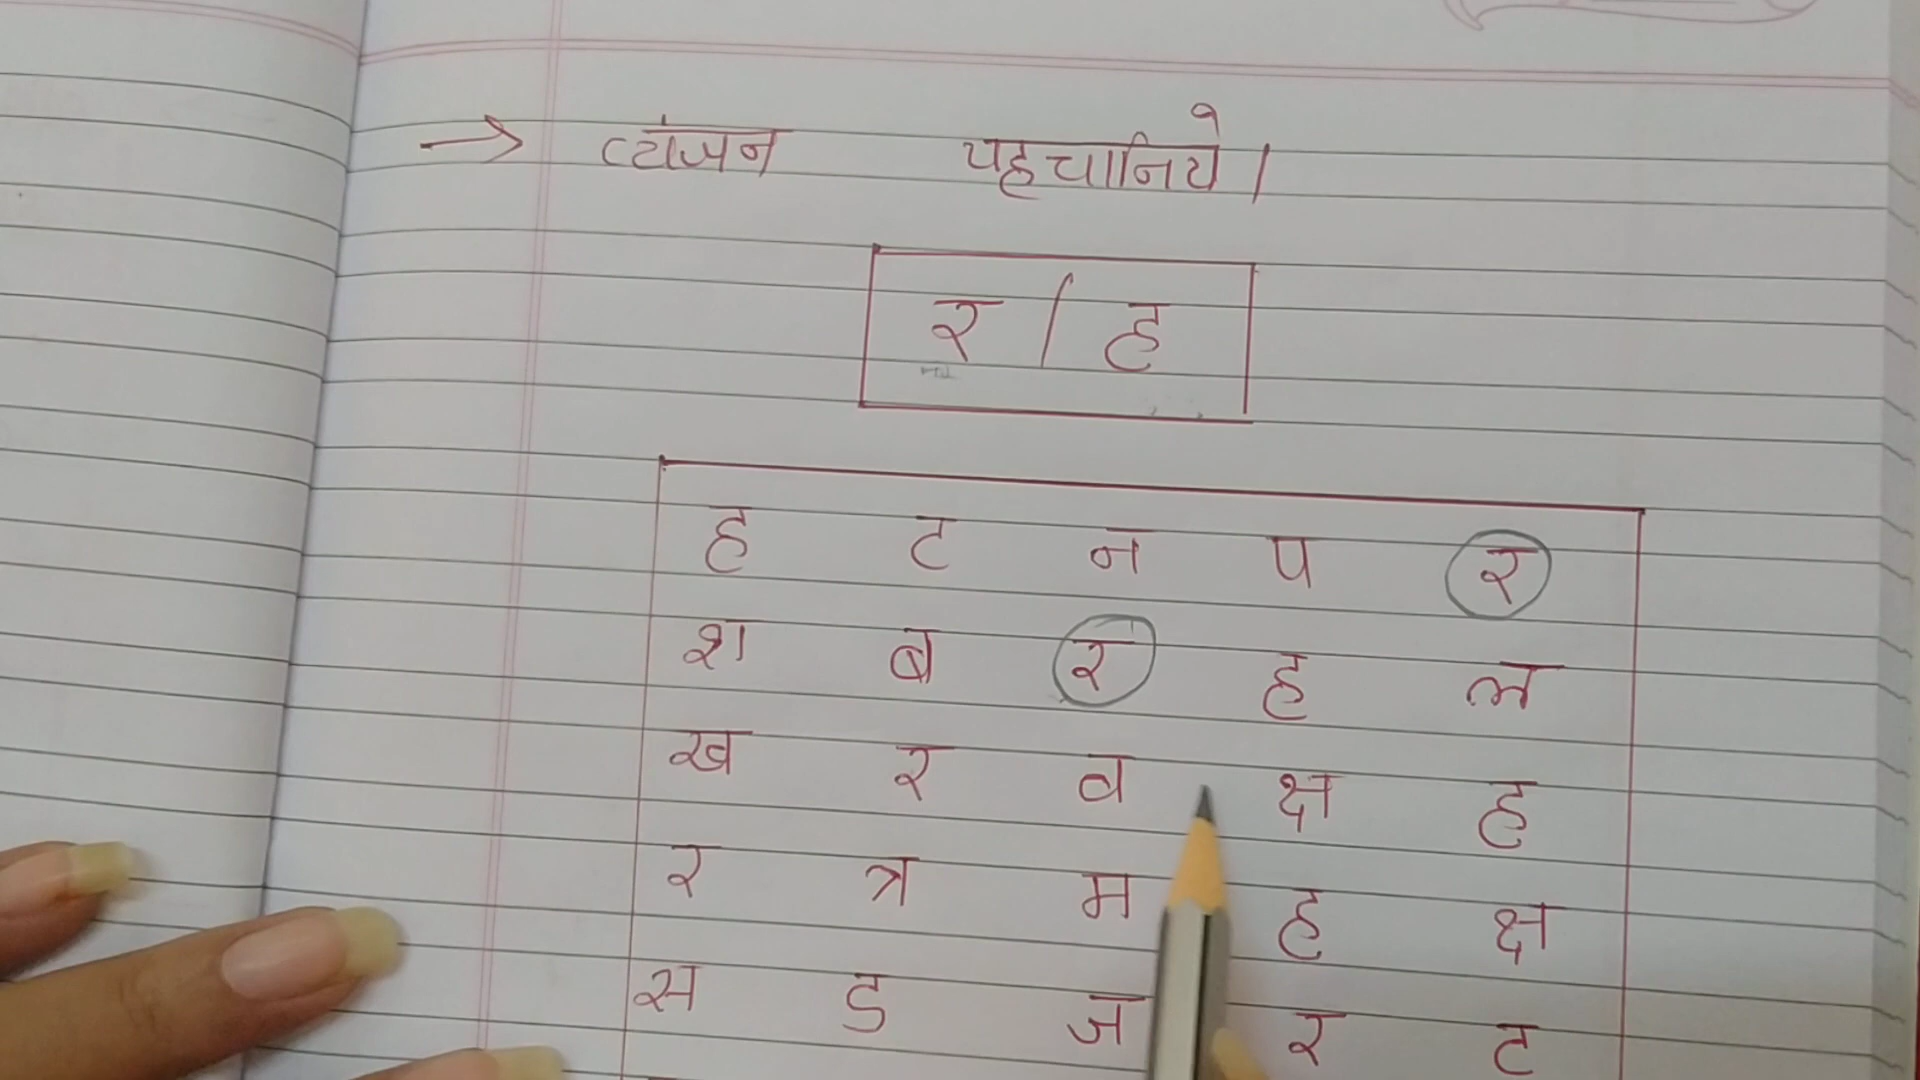 → व्यंजन पहचानिये।
र / ह
ह ट न प र
श ब र ह ल
ख र व क्ष ह
र त्र म ह क्ष
स ड ज र ट